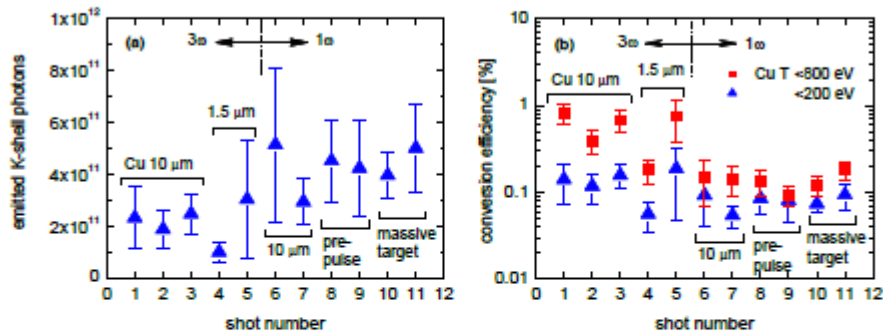 (a)
3ω
1ω
1.5 μm
Cu 10 μm
10 μm
pre-
pulse
massive
target
emitted K-shell photons
1x10¹²
8x10¹¹
6x10¹¹
4x10¹¹
2x10¹¹
0
0 1 2 3 4 5 6 7 8 9 10 11 12
shot number
(b)
3ω
1ω
1.5 μm
Cu 10 μm
Cu T <800 eV
<200 eV
10 μm
pre-
pulse
massive
target
conversion efficiency [%]
10
1
0.1
0.01
0 1 2 3 4 5 6 7 8 9 10 11 12
shot number